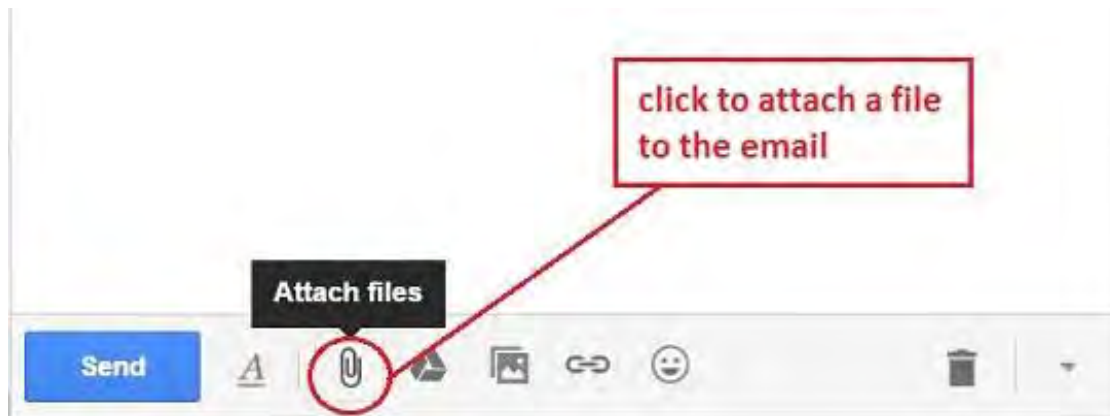 click to attach a file
to the email
Attach files
Send
A